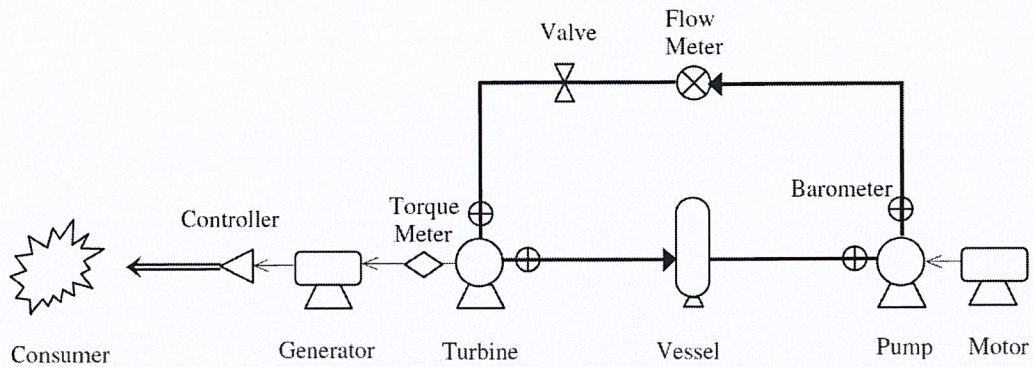 Valve
Flow
Meter
Barometer
Controller
Torque
Meter
Consumer
Generator
Turbine
Vessel
Pump
Motor